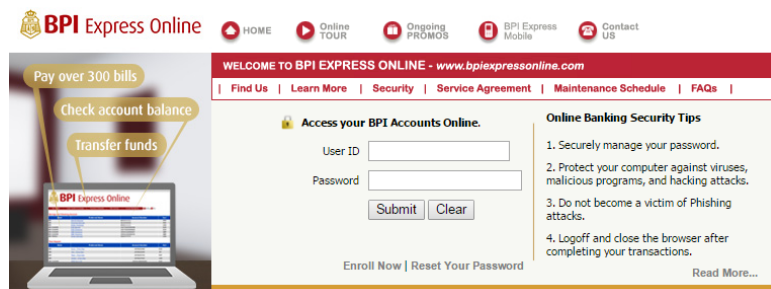 BPI Express Online
HOME
Online
TOUR
Ongoing
PROMOS
BPI Express
Mobile
Contact
US
Pay over 300 bills
Check account balance
Transfer funds
BPI Express Online
WELCOME TO BPI EXPRESS ONLINE - www.bpiexpressonline.com
| Find Us | Learn More | Security | Service Agreement | Maintenance Schedule | FAQs |
Access your BPI Accounts Online.
User ID
Password
Submit Clear
Enroll Now | Reset Your Password
Online Banking Security Tips
1. Securely manage your password.
2. Protect your computer against viruses,
malicious programs, and hacking attacks.
3. Do not become a victim of Phishing
attacks.
4. Logoff and close the browser after
completing your transactions.
Read More...